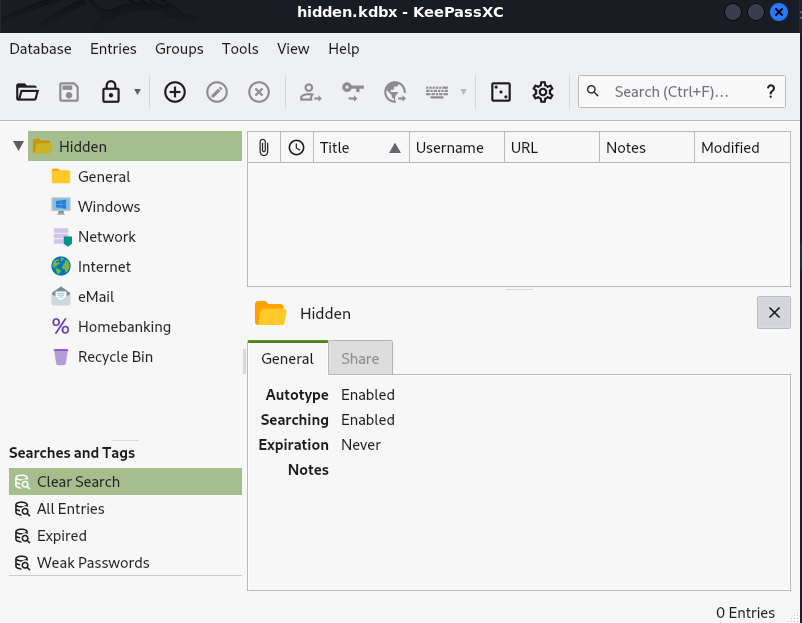 hidden.kdbx - KeePassXC
Database Entries Groups Tools View Help
Search (Ctrl+F)... ?
Hidden
General
Windows
Network
Internet
eMail
Homebanking
Recycle Bin
Searches and Tags
Clear Search
All Entries
Expired
Weak Passwords
Title Username URL Notes Modified
Hidden
General Share
Autotype Enabled
Searching Enabled
Expiration Never
Notes
0 Entries